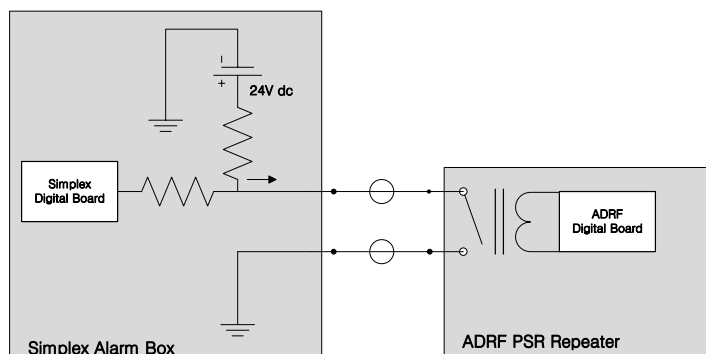 -
+
24V dc
Simplex
Digital Board
ADRF
Digital Board
Simplex Alarm Box
ADRF PSR Repeater